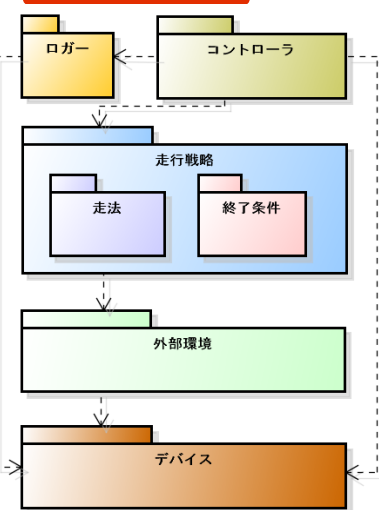 ロガー
コントローラ
走行戦略
走法
終了条件
外部環境
デバイス